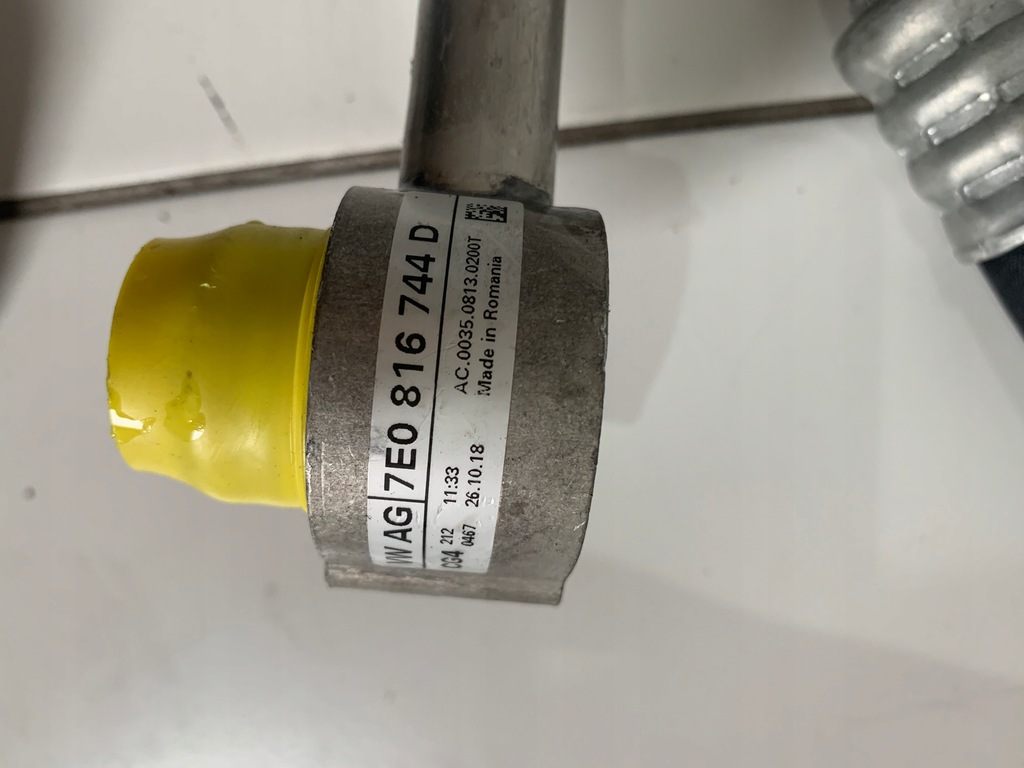 VW AG 7E0 816 744 D
034 212 11:33 AC.0035.0813.0200T
0467 26.10.18 Made in Romania